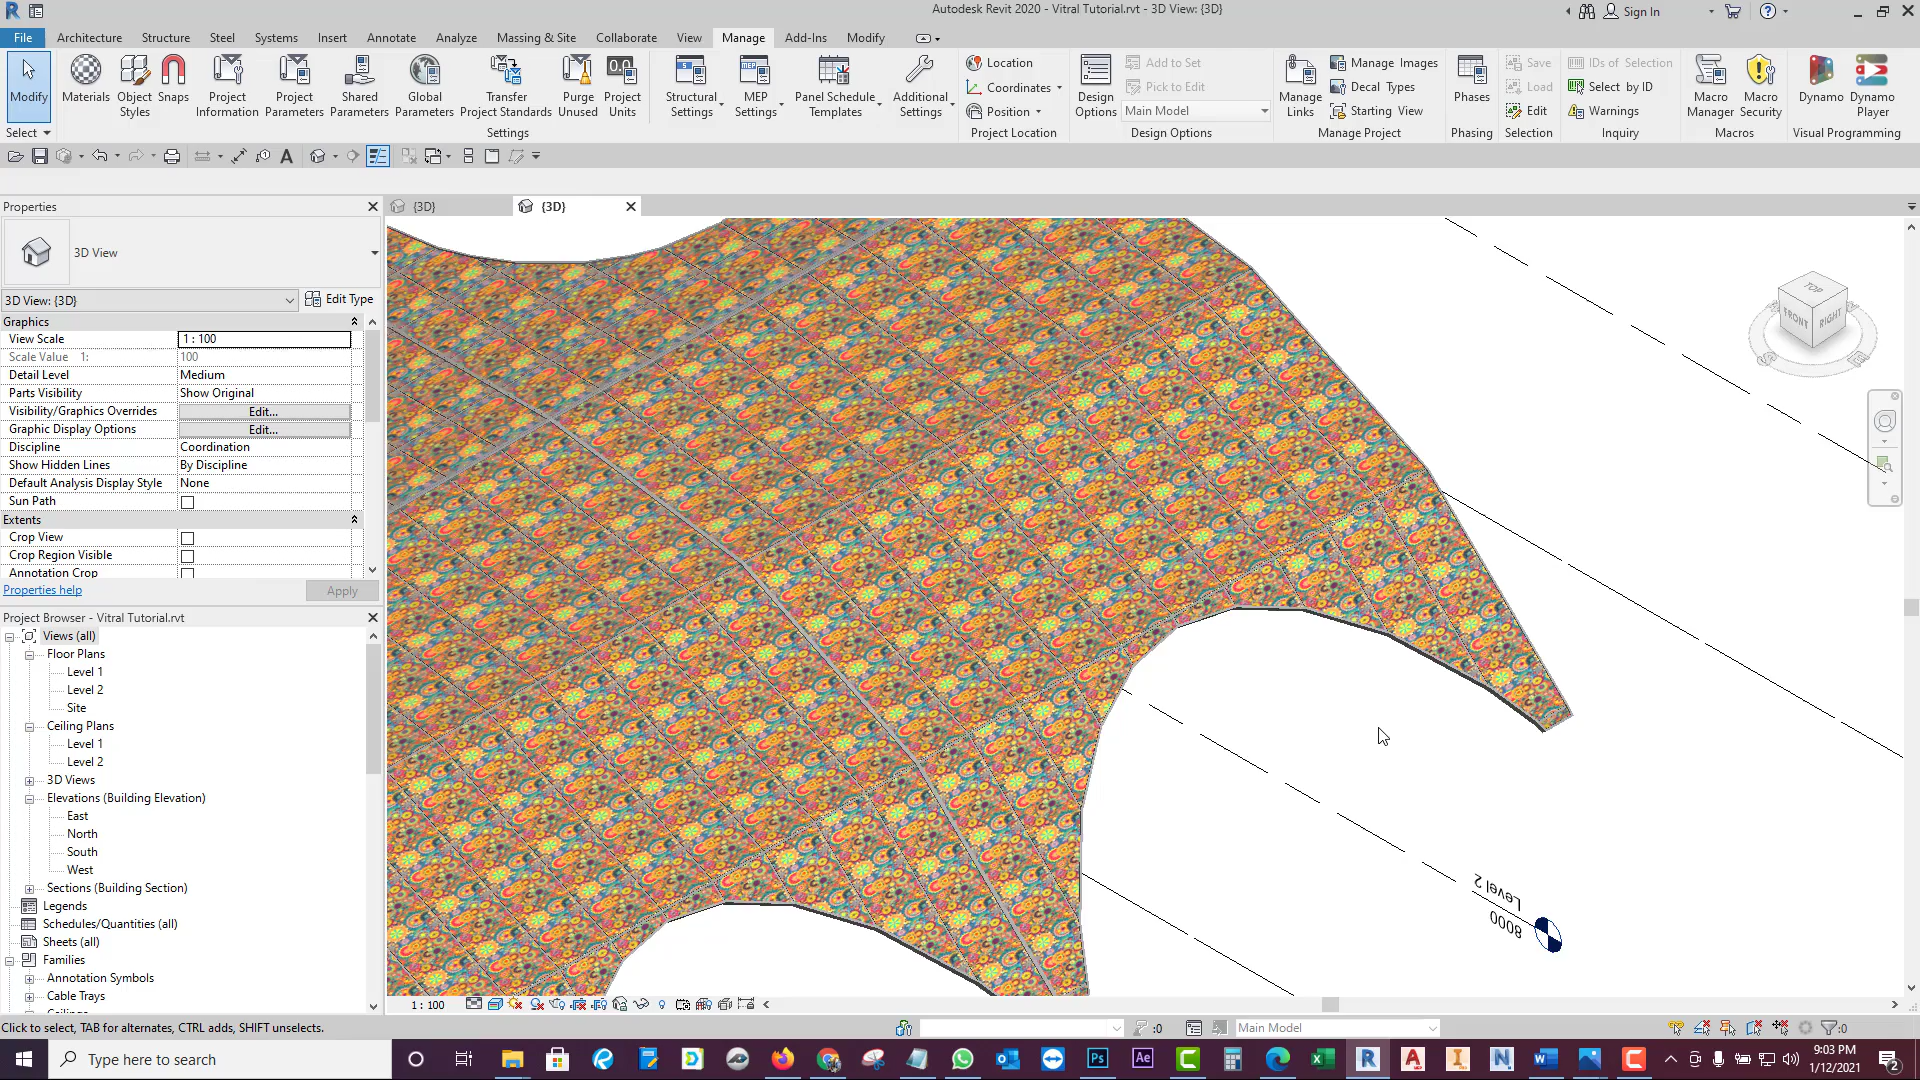 Autodesk Revit 2020 - Vitral Tutorial.rvt - 3D View: {3D}
Sign In
File
Architecture
Structure
Steel
Systems
Insert
Annotate
Analyze
Massing & Site
Collaborate
View
Manage
Add-Ins
Modify
Modify
Materials
Object Styles
Snaps
Project Information
Project Parameters
Shared Parameters
Global Parameters
Transfer Project Standards
Purge Unused
Project Units
Structural Settings
MEP Settings
Panel Schedule Templates
Additional Settings
Location
Coordinates
Position
Design Options
Add to Set
Pick to Edit
Main Model
Manage Links
Manage Images
Decal Types
Starting View
Phases
Save
Load
Edit
IDs of Selection
Select by ID
Warnings
Macro Manager
Macro Security
Dynamo
Dynamo Player
Select
Settings
Project Location
Design Options
Manage Project
Phasing
Selection
Inquiry
Macros
Visual Programming
Properties
3D View
3D View: {3D}
Edit Type
Graphics
View Scale
1 : 100
Scale Value 1:
100
Detail Level
Medium
Parts Visibility
Show Original
Visibility/Graphics Overrides
Edit...
Graphic Display Options
Edit...
Discipline
Coordination
Show Hidden Lines
By Discipline
Default Analysis Display Style
None
Sun Path
Extents
Crop View
Crop Region Visible
Annotation Crop
Properties help
Apply
Project Browser - Vitral Tutorial.rvt
Views (all)
Floor Plans
Level 1
Level 2
Site
Ceiling Plans
Level 1
Level 2
3D Views
Elevations (Building Elevation)
East
North
South
West
Sections (Building Section)
Legends
Schedules/Quantities (all)
Sheets (all)
Families
Annotation Symbols
Cable Trays
{3D}
{3D}
TOP
FRONT
RIGHT
Level 2
8000
1 : 100
Click to select, TAB for alternates, CTRL adds, SHIFT unselects.
:0
Main Model
:0
Type here to search
9:03 PM
1/12/2021
2